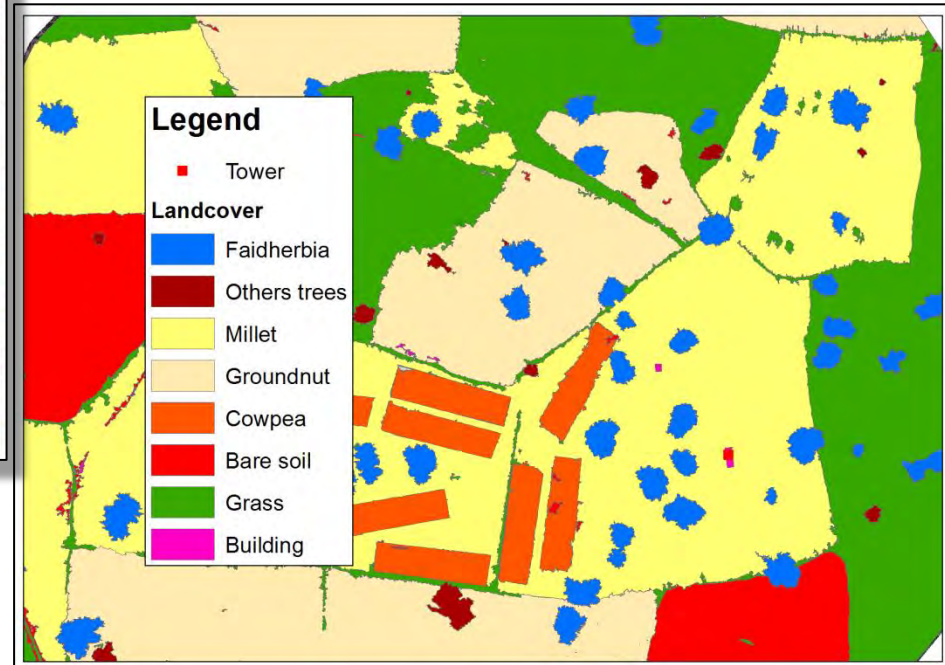 Legend
Tower
Landcover
Faidherbia
Others trees
Millet
Groundnut
Cowpea
Bare soil
Grass
Building